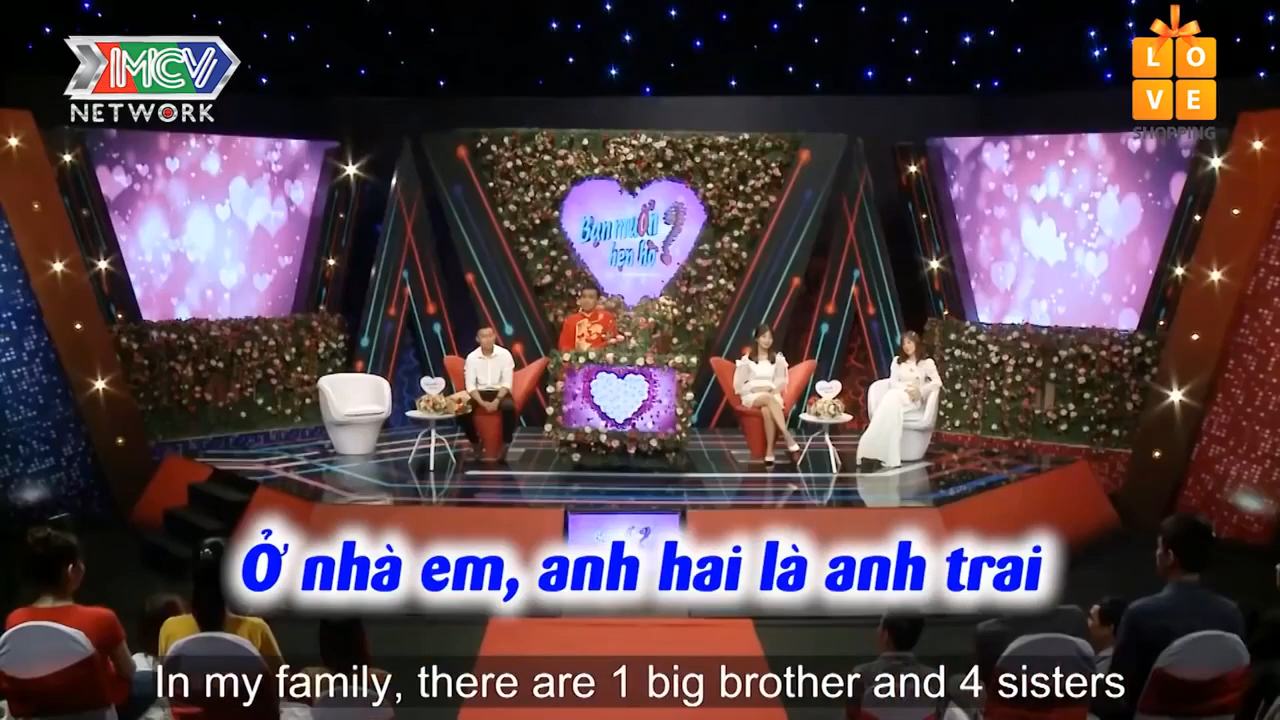 MCV
NETWORK
L O
V E
SHOPPING
Bạn muốn
hẹn hò ?
Ở nhà em, anh hai là anh trai
In my family, there are 1 big brother and 4 sisters